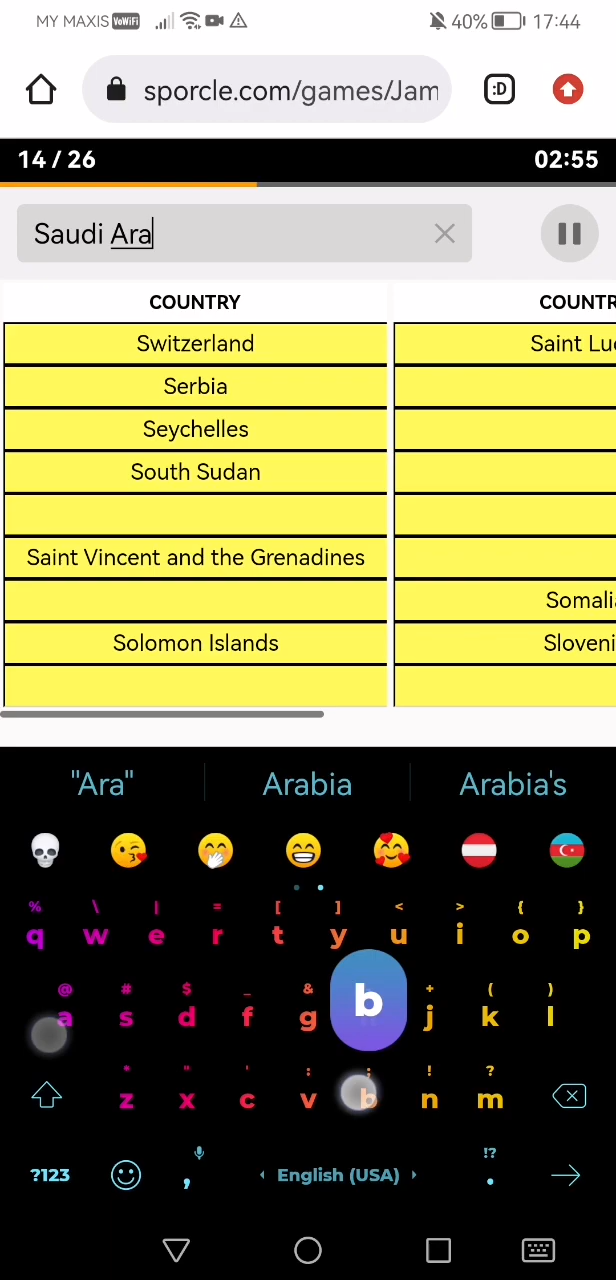 MY MAXIS VoWiFi 40% 17:44
sporcle.com/games/Jam
:D
14 / 26 02:55
Saudi Ara
COUNTRY COUNTR
Switzerland Saint Lu
Serbia
Seychelles
South Sudan
Saint Vincent and the Grenadines
Somali
Solomon Islands Sloveni
"Ara" Arabia Arabia's
% \ | = [ ] < > { }
q w e r t y u i o p
@ # $ _ & + ( )
a s d f g b j k l
* " ' : ; ! ?
z x c v b n m
!?
?123 , English (USA) .